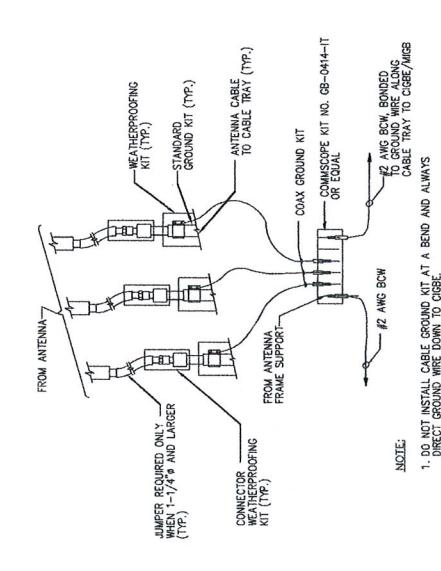 FROM ANTENNA
WEATHERPROOFING
KIT (TYP.)
STANDARD
GROUND KIT (TYP.)
ANTENNA CABLE
TO CABLE TRAY (TYP.)
JUMPER REQUIRED ONLY
WHEN 1-1/4"ø AND LARGER
(TYP.)
CONNECTOR
WEATHERPROOFING
KIT (TYP.)
FROM ANTENNA
FRAME SUPPORT
COAX GROUND KIT
COMMSCOPE KIT NO. GB-0414-IT
OR EQUAL
#2 AWG BCW
#2 AWG BCW, BONDED
TO GROUND WIRE ALONG
CABLE TRAY TO CIGBE/MIGB
NOTE:
1. DO NOT INSTALL CABLE GROUND KIT AT A BEND AND ALWAYS
DIRECT GROUND WIRE DOWN TO CIGBE.